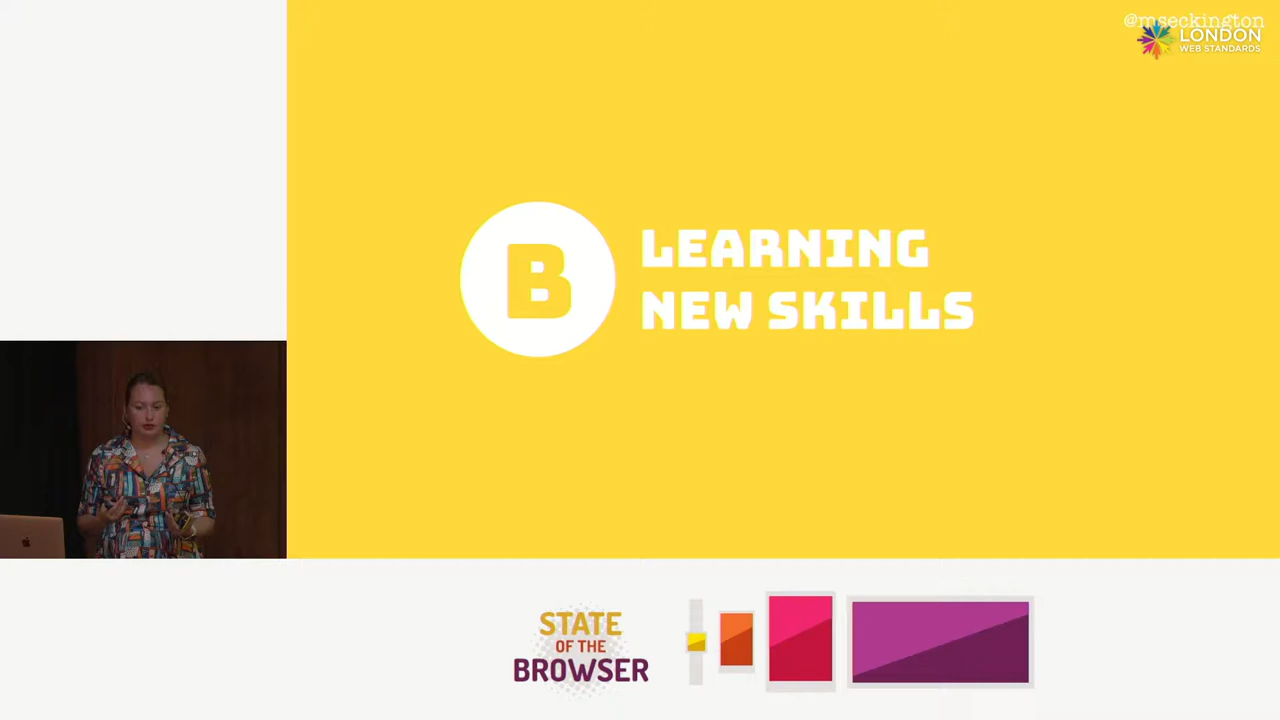 @mseckington
LONDON
WEB STANDARDS
B
LEARNING
NEW SKILLS
STATE
OF THE
BROWSER